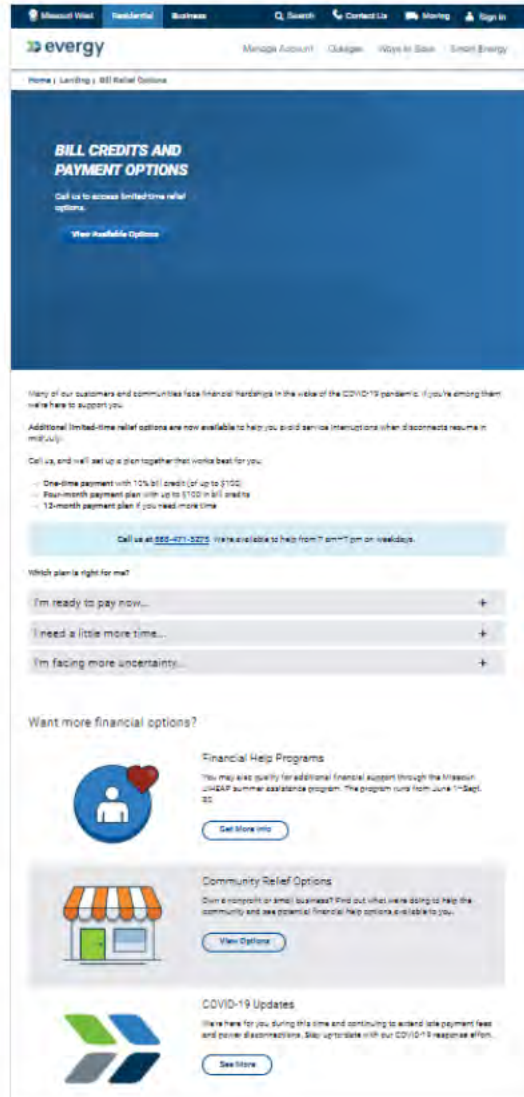 Missouri West Residential Business Search Contact Us Moving Sign In
evergy
Manage Account Outages Ways to Save Smart Energy
Home | Landing | Bill Relief Options
BILL CREDITS AND
PAYMENT OPTIONS
Call us to access limited-time relief
options.
View Available Options
Many of our customers and communities face financial hardships in the wake of the COVID-19 pandemic. If you're among them
we're here to support you.
Additional limited-time relief options are now available to help you avoid service interruptions when disconnects resume in
mid-July.
Call us, and we'll set up a plan together that works best for you:
One-time payment with 10% bill credit (of up to $100)
Four-month payment plan with up to $100 in bill credits
12-month payment plan if you need more time
Call us at We're available to help from 7 am–7 pm on weekdays.
Which plan is right for me?
I'm ready to pay now... +
I need a little more time... +
I'm facing more uncertainty... +
Want more financial options?
Financial Help Programs
You may also qualify for additional financial support through the Missouri
LIHEAP summer assistance program. The program runs from June 1–Sept.
30.
Get More Info
Community Relief Options
Own a nonprofit or small business? Find out what we're doing to help the
community and see potential financial help options available to you.
View Options
COVID-19 Updates
We're here for you during this time and continuing to extend late payment fees
and power disconnections. Stay up-to-date with our COVID-19 response effort.
See More